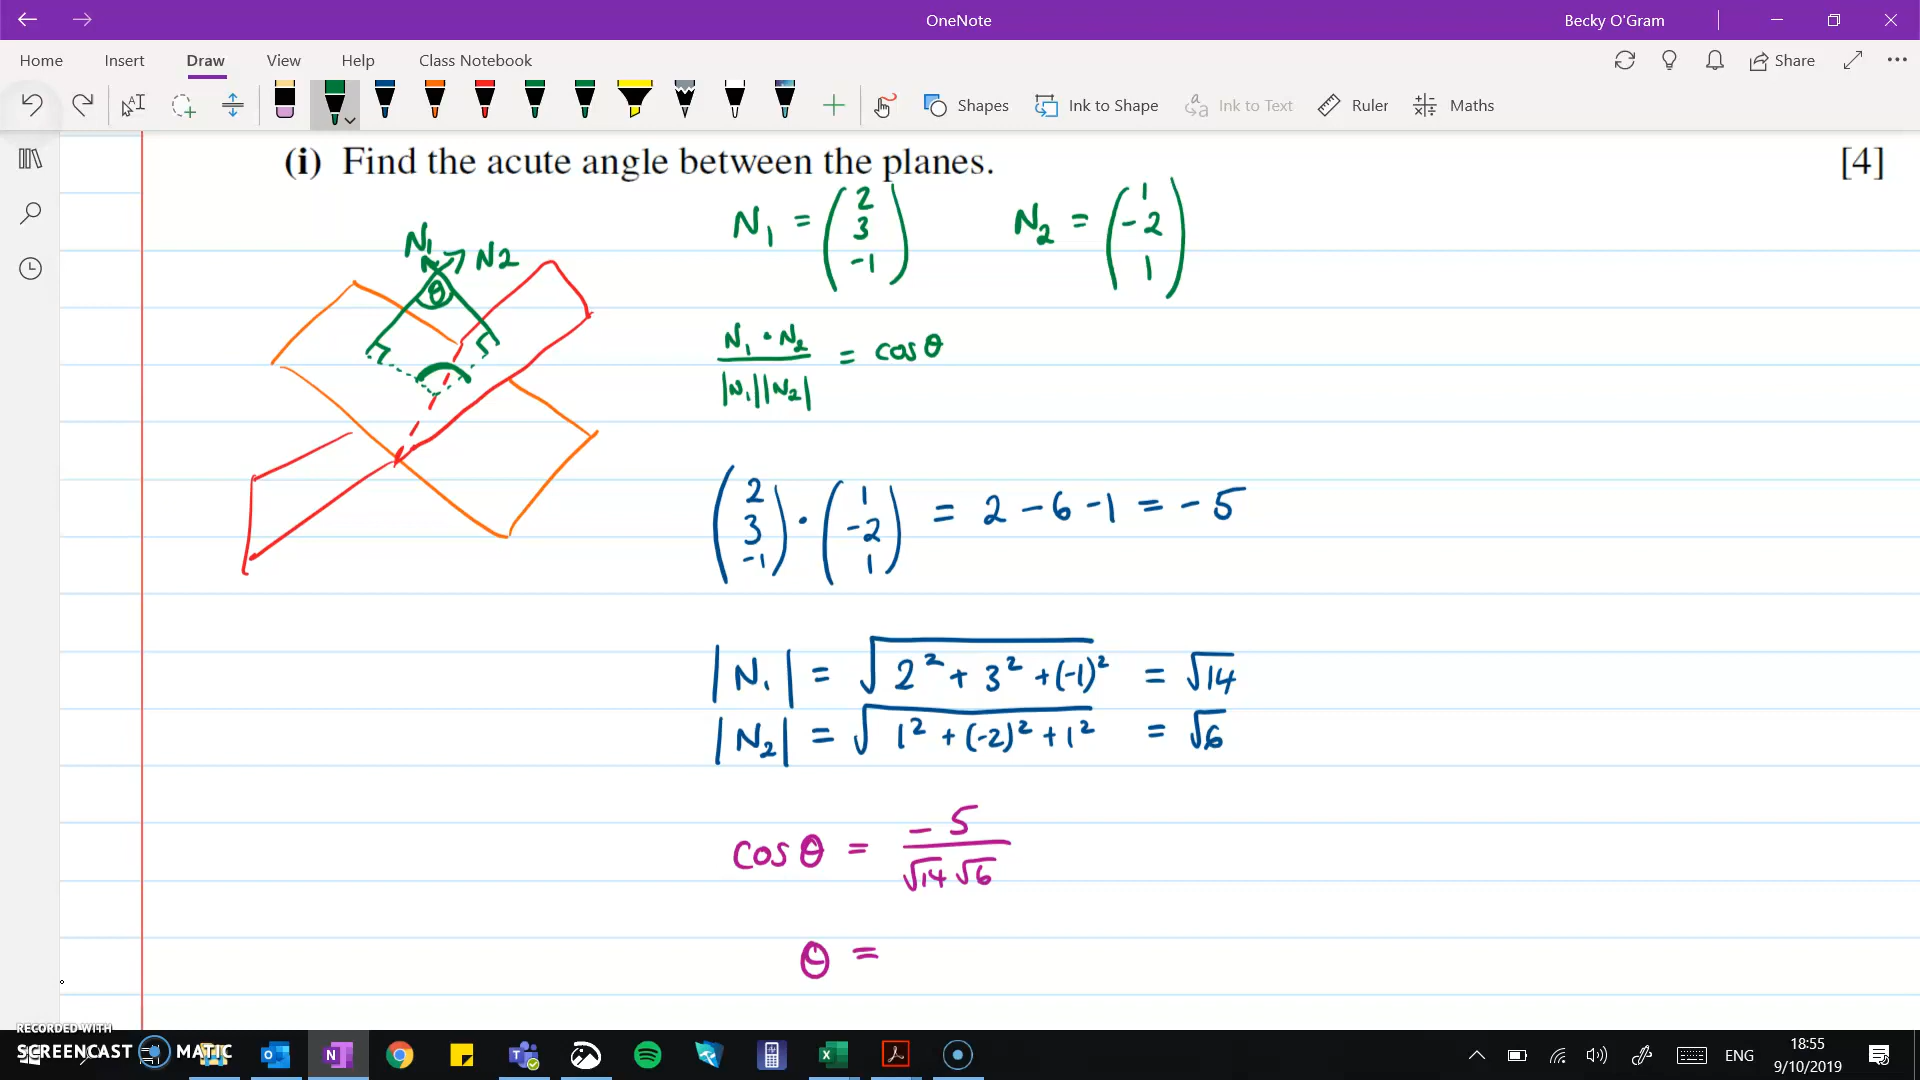 OneNote
Becky O'Gram
Home Insert Draw View Help Class Notebook
Share
Shapes Ink to Shape Ink to Text Ruler Maths
(i) Find the acute angle between the planes. [4]
N₁ = (2 3 -1) N₂ = (1 -2 1)
N₁ N2
θ
N₁ • N₂ / |N₁||N₂| = cos θ
(2 3 -1) • (1 -2 1) = 2 - 6 - 1 = - 5
|N₁| = √(2² + 3² + (-1)²) = √14
|N₂| = √(1² + (-2)² + 1²) = √6
cos θ = - 5 / √14 √6
θ =
RECORDED WITH
SCREENCAST MATIC
ENG
18:55
9/10/2019